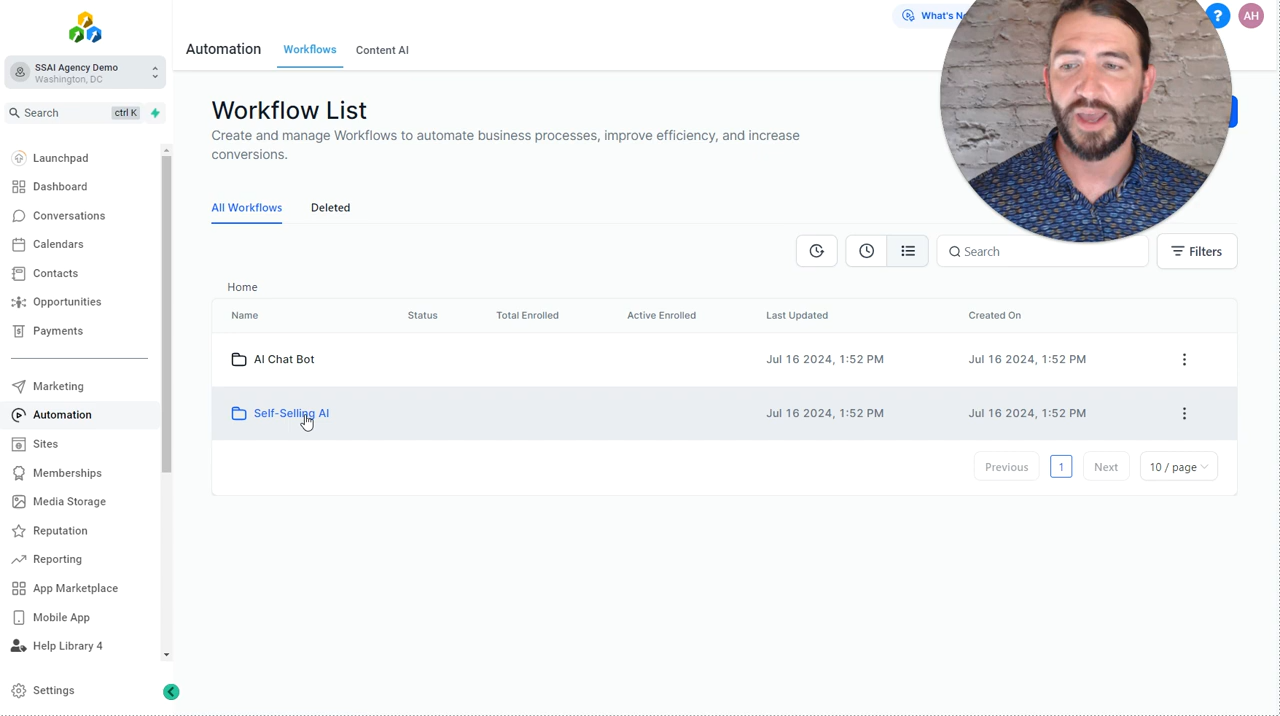 What's Ne
? AH
Automation Workflows Content AI
SSAI Agency Demo
Washington, DC
Search ctrl K
Launchpad
Dashboard
Conversations
Calendars
Contacts
Opportunities
Payments
Marketing
Automation
Sites
Memberships
Media Storage
Reputation
Reporting
App Marketplace
Mobile App
Help Library 4
Settings
Workflow List
Create and manage Workflows to automate business processes, improve efficiency, and increase
conversions.
All Workflows Deleted
Search Filters
Home
Name Status Total Enrolled Active Enrolled Last Updated Created On
AI Chat Bot Jul 16 2024, 1:52 PM Jul 16 2024, 1:52 PM
Self-Selling AI Jul 16 2024, 1:52 PM Jul 16 2024, 1:52 PM
Previous 1 Next 10 / page